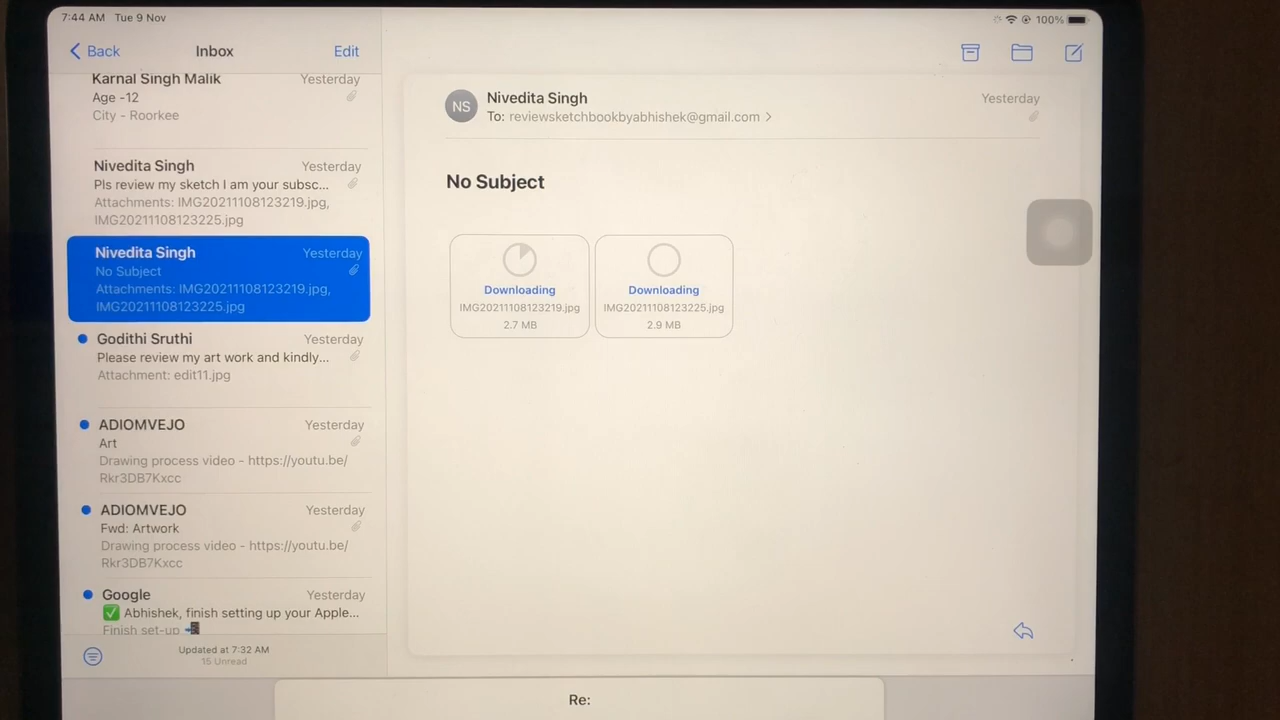 7:44 AM Tue 9 Nov
100%
Back
Inbox
Edit
Karnal Singh Malik
Yesterday
Age -12
City - Roorkee
Nivedita Singh
Yesterday
Pls review my sketch I am your subsc...
Attachments: IMG20211108123219.jpg,
IMG20211108123225.jpg
Nivedita Singh
Yesterday
No Subject
Attachments: IMG20211108123219.jpg,
IMG20211108123225.jpg
Godithi Sruthi
Yesterday
Please review my art work and kindly...
Attachment: edit11.jpg
ADIOMVEJO
Yesterday
Art
Drawing process video - https://youtu.be/
Rkr3DB7Kxcc
ADIOMVEJO
Yesterday
Fwd: Artwork
Drawing process video - https://youtu.be/
Rkr3DB7Kxcc
Google
Yesterday
✅ Abhishek, finish setting up your Apple...
Finish set-up 📲
Updated at 7:32 AM
15 Unread
NS
Nivedita Singh
Yesterday
To: reviewsketchbookbyabhishek@gmail.com >
No Subject
Downloading
IMG20211108123219.jpg
2.7 MB
Downloading
IMG20211108123225.jpg
2.9 MB
Re: